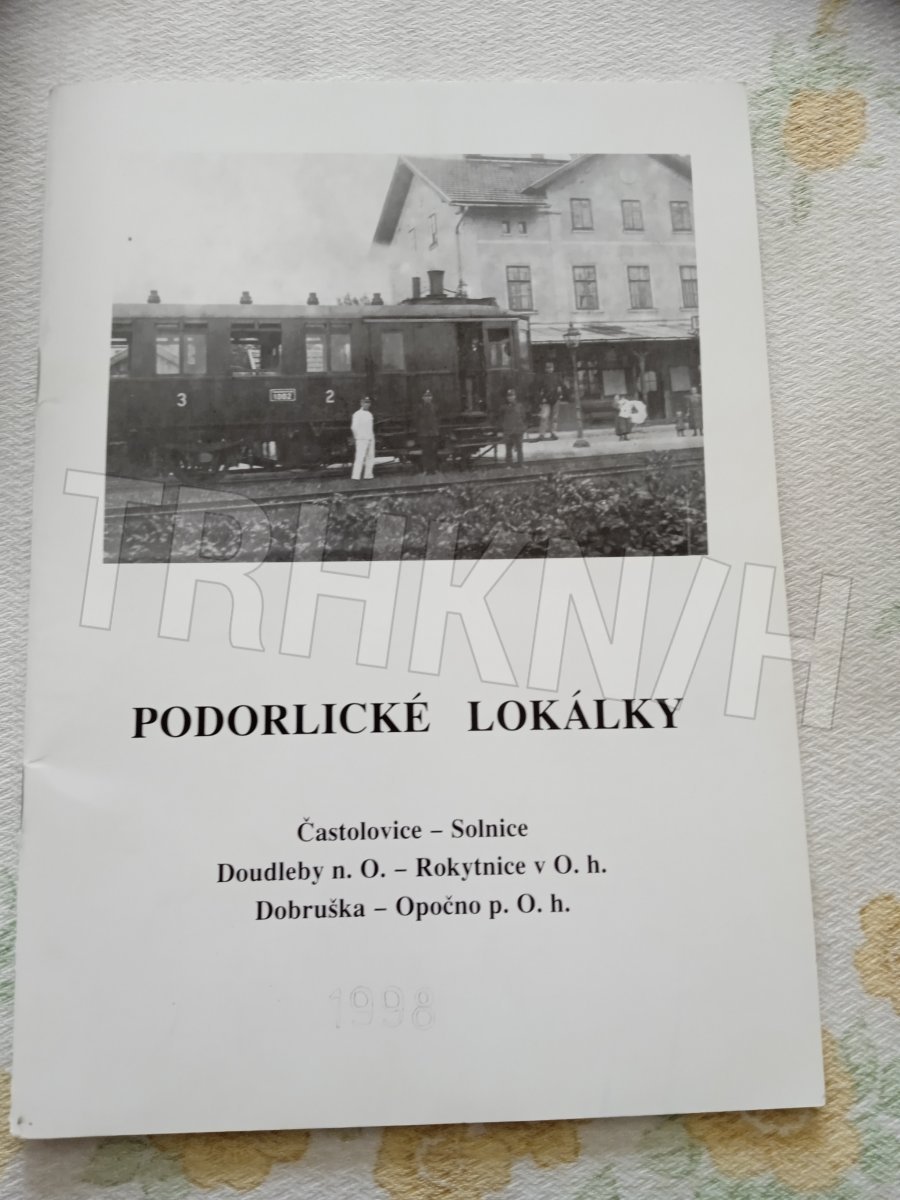 3
1002
2
TRHKNIH
PODORLICKÉ LOKÁLKY
Častolovice – Solnice
Doudleby n. O. – Rokytnice v O. h.
Dobruška – Opočno p. O. h.
1998